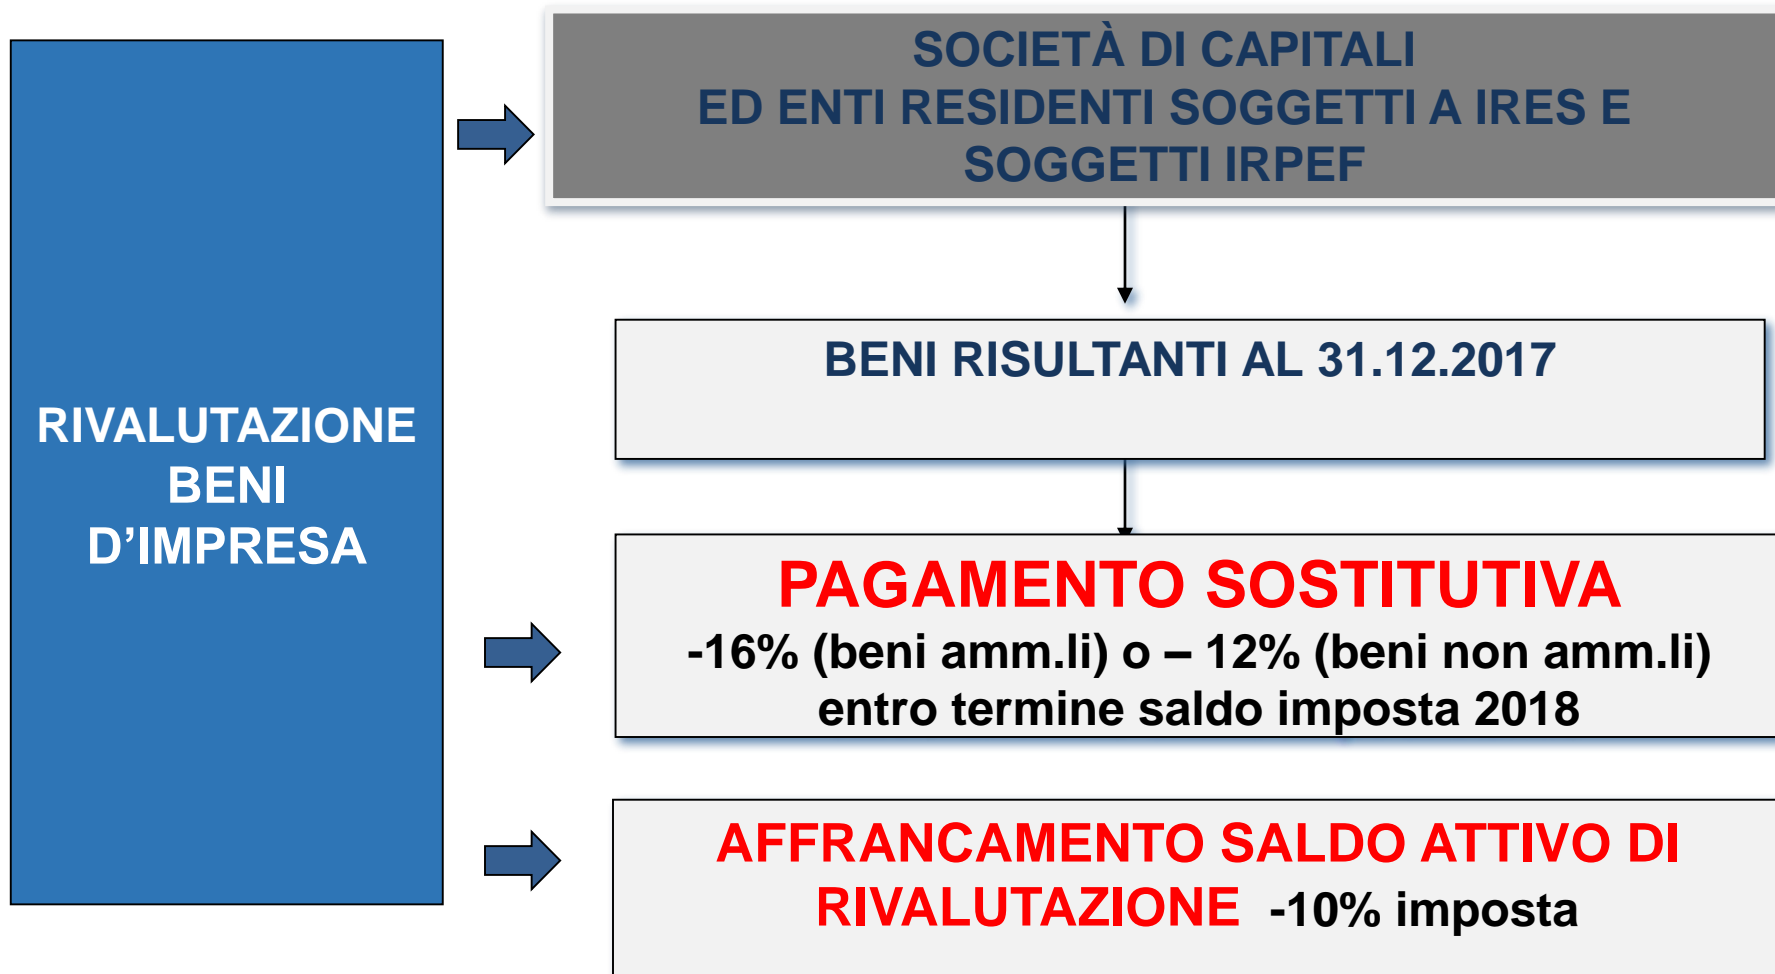 RIVALUTAZIONE
BENI
D’IMPRESA
SOCIETÀ DI CAPITALI
ED ENTI RESIDENTI SOGGETTI A IRES E
SOGGETTI IRPEF
BENI RISULTANTI AL 31.12.2017
PAGAMENTO SOSTITUTIVA
-16% (beni amm.li) o – 12% (beni non amm.li)
entro termine saldo imposta 2018
AFFRANCAMENTO SALDO ATTIVO DI
RIVALUTAZIONE -10% imposta